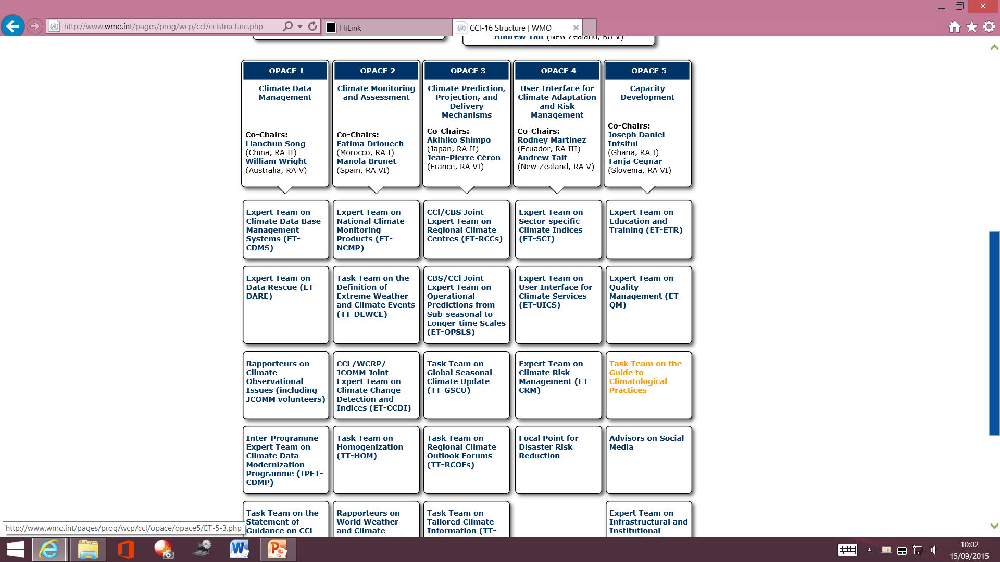 http://www.wmo.int/pages/prog/wcp/ccl/cclstructure.php
HiLink
CCl-16 Structure | WMO
Andrew Tait (New Zealand, RA V)
OPACE 1
Climate Data
Management
Co-Chairs:
Lianchun Song
(China, RA II)
William Wright
(Australia, RA V)
OPACE 2
Climate Monitoring
and Assessment
Co-Chairs:
Fatima Driouech
(Morocco, RA I)
Manola Brunet
(Spain, RA VI)
OPACE 3
Climate Prediction,
Projection, and
Delivery
Mechanisms
Co-Chairs:
Akihiko Shimpo
(Japan, RA II)
Jean-Pierre Céron
(France, RA VI)
OPACE 4
User Interface for
Climate Adaptation
and Risk
Management
Co-Chairs:
Rodney Martinez
(Ecuador, RA III)
Andrew Tait
(New Zealand, RA V)
OPACE 5
Capacity
Development
Co-Chairs:
Joseph Daniel
Intsiful
(Ghana, RA I)
Tanja Cegnar
(Slovenia, RA VI)
Expert Team on
Climate Data Base
Management
Systems (ET-
CDMS)
Expert Team on
National Climate
Monitoring
Products (ET-
NCMP)
CCl/CBS Joint
Expert Team on
Regional Climate
Centres (ET-RCCs)
Expert Team on
Sector-specific
Climate Indices
(ET-SCI)
Expert Team on
Education and
Training (ET-ETR)
Expert Team on
Data Rescue (ET-
DARE)
Task Team on the
Definition of
Extreme Weather
and Climate Events
(TT-DEWCE)
CBS/CCl Joint
Expert Team on
Operational
Predictions from
Sub-seasonal to
Longer-time Scales
(ET-OPSLS)
Expert Team on
User Interface for
Climate Services
(ET-UICS)
Expert Team on
Quality
Management (ET-
QM)
Rapporteurs on
Climate
Observational
Issues (including
JCOMM volunteers)
CCL/WCRP/
JCOMM Joint
Expert Team on
Climate Change
Detection and
Indices (ET-CCDI)
Task Team on
Global Seasonal
Climate Update
(TT-GSCU)
Expert Team on
Climate Risk
Management (ET-
CRM)
Task Team on the
Guide to
Climatological
Practices
Inter-Programme
Expert Team on
Climate Data
Modernization
Programme (IPET-
CDMP)
Task Team on
Homogenization
(TT-HOM)
Task Team on
Regional Climate
Outlook Forums
(TT-RCOFs)
Focal Point for
Disaster Risk
Reduction
Advisors on Social
Media
Task Team on the
Statement of
Guidance on CCl
Rapporteurs on
World Weather
and Climate
Task Team on
Tailored Climate
Information (TT-
Expert Team on
Infrastructural and
Institutional
http://www.wmo.int/pages/prog/wcp/ccl/opace/opace5/ET-5-3.php
10:02
15/09/2015